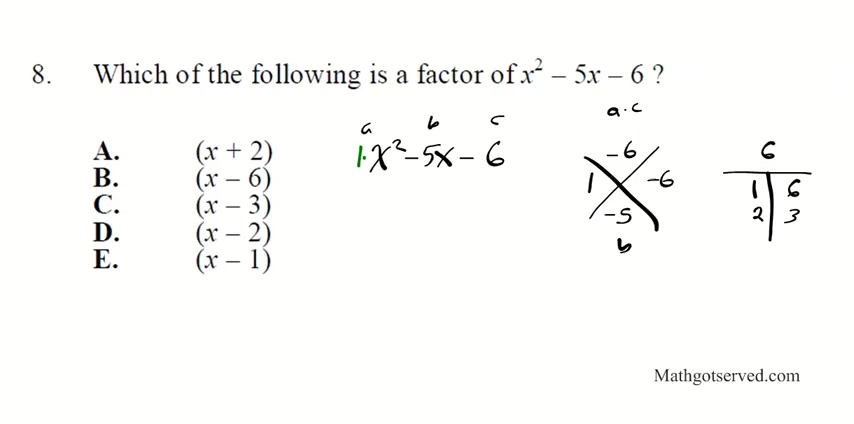 8. Which of the following is a factor of x² – 5x – 6 ?
A. (x + 2)
B. (x – 6)
C. (x – 3)
D. (x – 2)
E. (x – 1)
a b c
1·x² – 5x – 6
a·c
–6
1 –6
–5
b
6
1 6
2 3
Mathgotserved.com